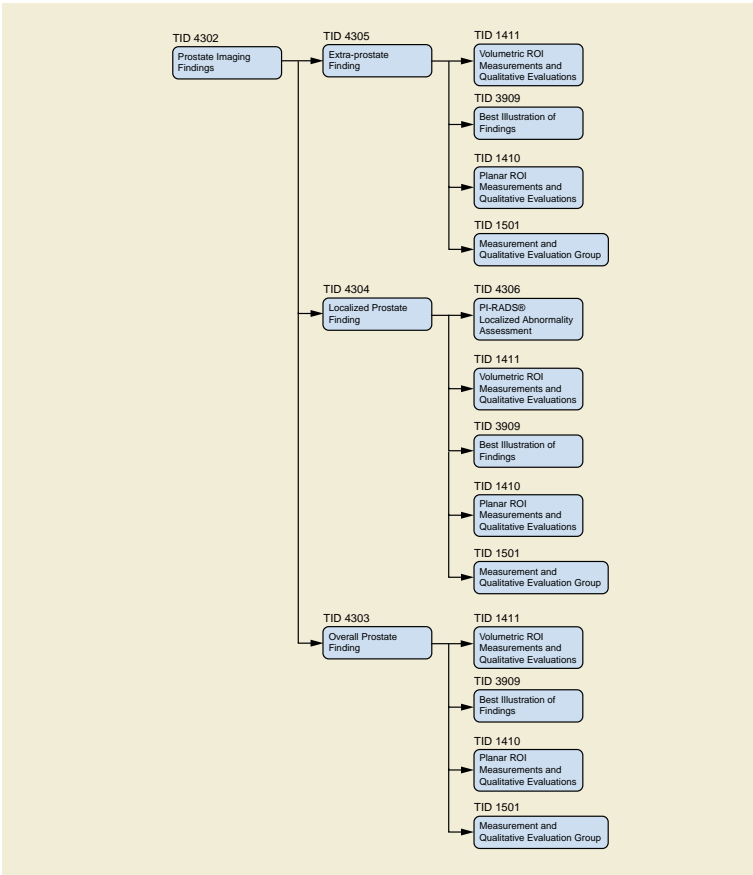 TID 4302
Prostate Imaging
Findings
TID 4305
Extra-prostate
Finding
TID 1411
Volumetric ROI
Measurements and
Qualitative Evaluations
TID 3909
Best Illustration of
Findings
TID 1410
Planar ROI
Measurements and
Qualitative Evaluations
TID 1501
Measurement and
Qualitative Evaluation Group
TID 4304
Localized Prostate
Finding
TID 4306
PI-RADS®
Localized Abnormality
Assessment
TID 1411
Volumetric ROI
Measurements and
Qualitative Evaluations
TID 3909
Best Illustration of
Findings
TID 1410
Planar ROI
Measurements and
Qualitative Evaluations
TID 1501
Measurement and
Qualitative Evaluation Group
TID 4303
Overall Prostate
Finding
TID 1411
Volumetric ROI
Measurements and
Qualitative Evaluations
TID 3909
Best Illustration of
Findings
TID 1410
Planar ROI
Measurements and
Qualitative Evaluations
TID 1501
Measurement and
Qualitative Evaluation Group